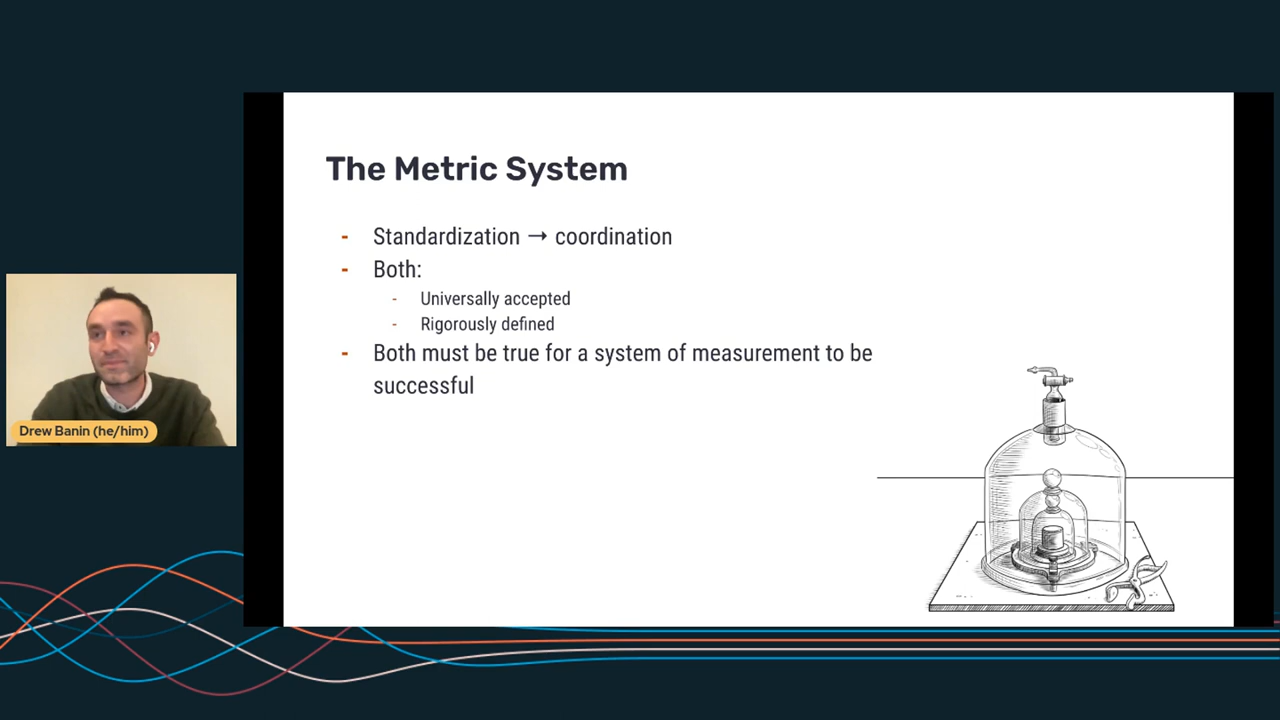 The Metric System
- Standardization → coordination
- Both:
- Universally accepted
- Rigorously defined
- Both must be true for a system of measurement to be
successful
Drew Banin (he/him)